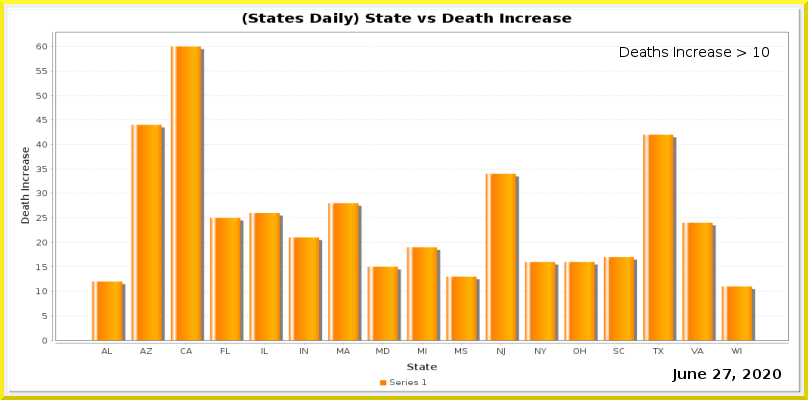 (States Daily) State vs Death Increase
Deaths Increase > 10
Death Increase
60
55
50
45
40
35
30
25
20
15
10
5
0
AL AZ CA FL IL IN MA MD MI MS NJ NY OH SC TX VA WI
State
Series 1
June 27, 2020